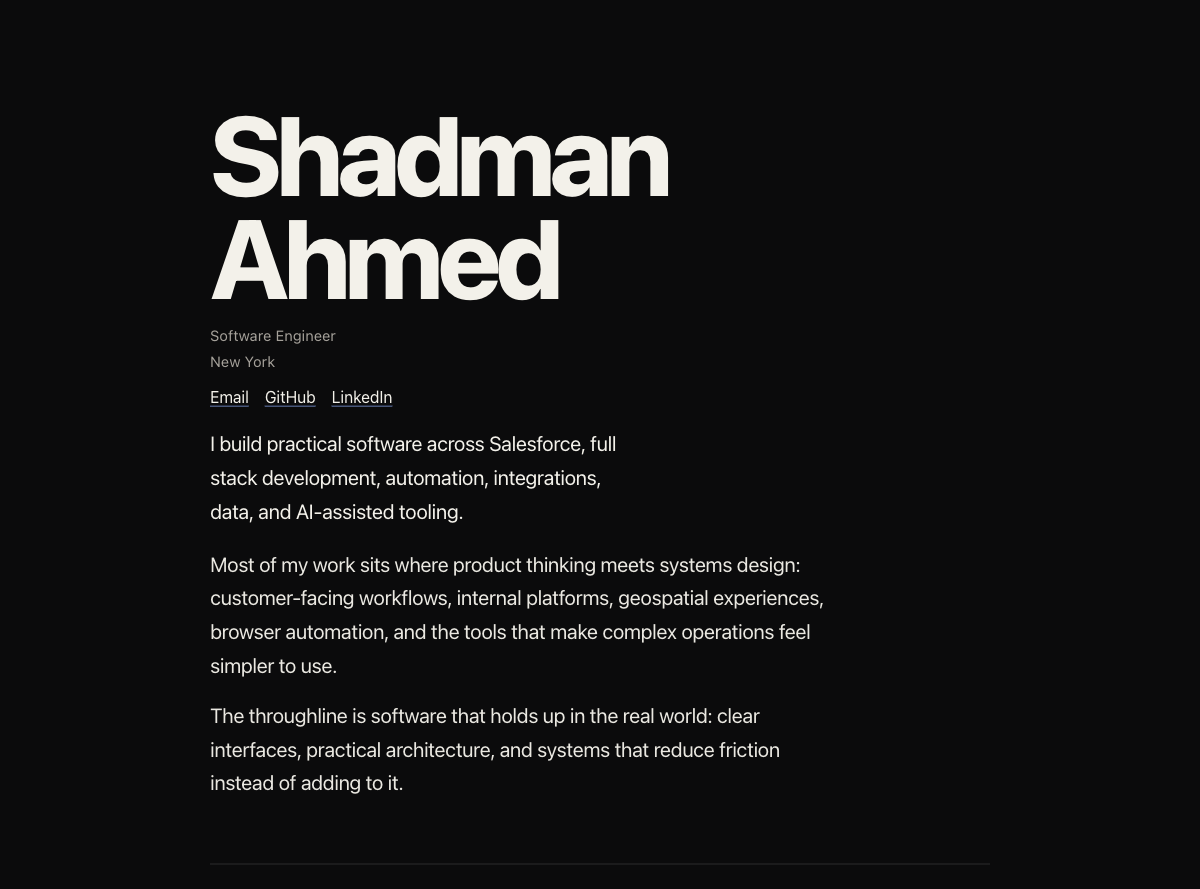 Shadman
Ahmed
Software Engineer
New York
Email GitHub LinkedIn
I build practical software across Salesforce, full
stack development, automation, integrations,
data, and AI-assisted tooling.
Most of my work sits where product thinking meets systems design:
customer-facing workflows, internal platforms, geospatial experiences,
browser automation, and the tools that make complex operations feel
simpler to use.
The throughline is software that holds up in the real world: clear
interfaces, practical architecture, and systems that reduce friction
instead of adding to it.